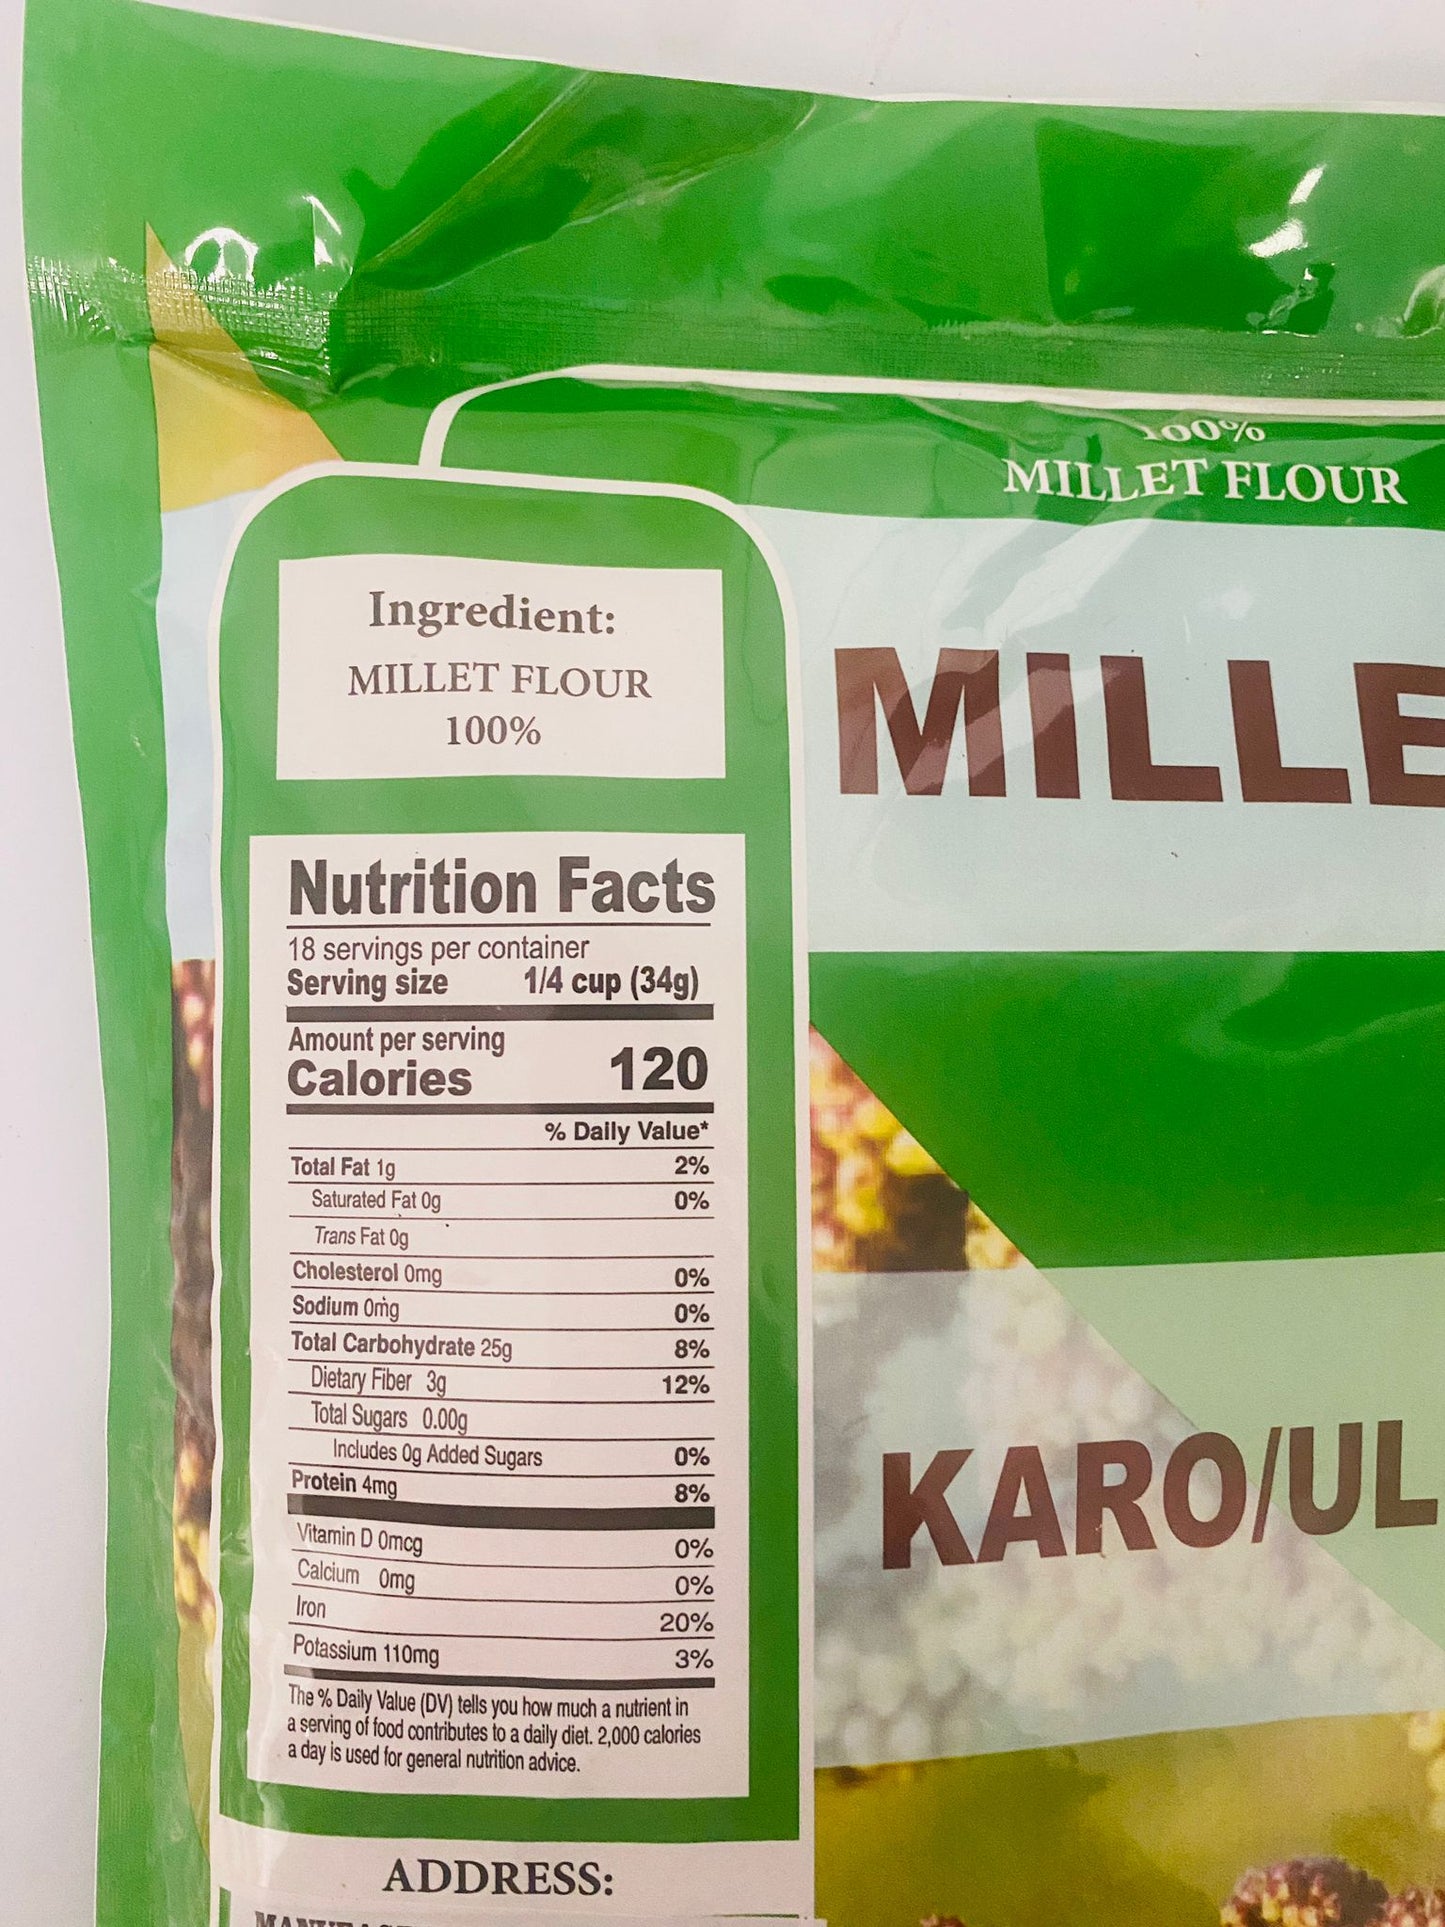 100%
MILLET FLOUR
Ingredient:
MILLET FLOUR
100%
MILLE
Nutrition Facts
18 servings per container
Serving size 1/4 cup (34g)
Amount per serving
Calories 120
% Daily Value*
Total Fat 1g 2%
Saturated Fat 0g 0%
Trans Fat 0g
Cholesterol 0mg 0%
Sodium 0mg 0%
Total Carbohydrate 25g 8%
Dietary Fiber 3g 12%
Total Sugars 0.00g
Includes 0g Added Sugars 0%
Protein 4mg 8%
Vitamin D 0mcg 0%
Calcium 0mg 0%
Iron 20%
Potassium 110mg 3%
The % Daily Value (DV) tells you how much a nutrient in
a serving of food contributes to a daily diet. 2,000 calories
a day is used for general nutrition advice.
KARO/UL
ADDRESS: